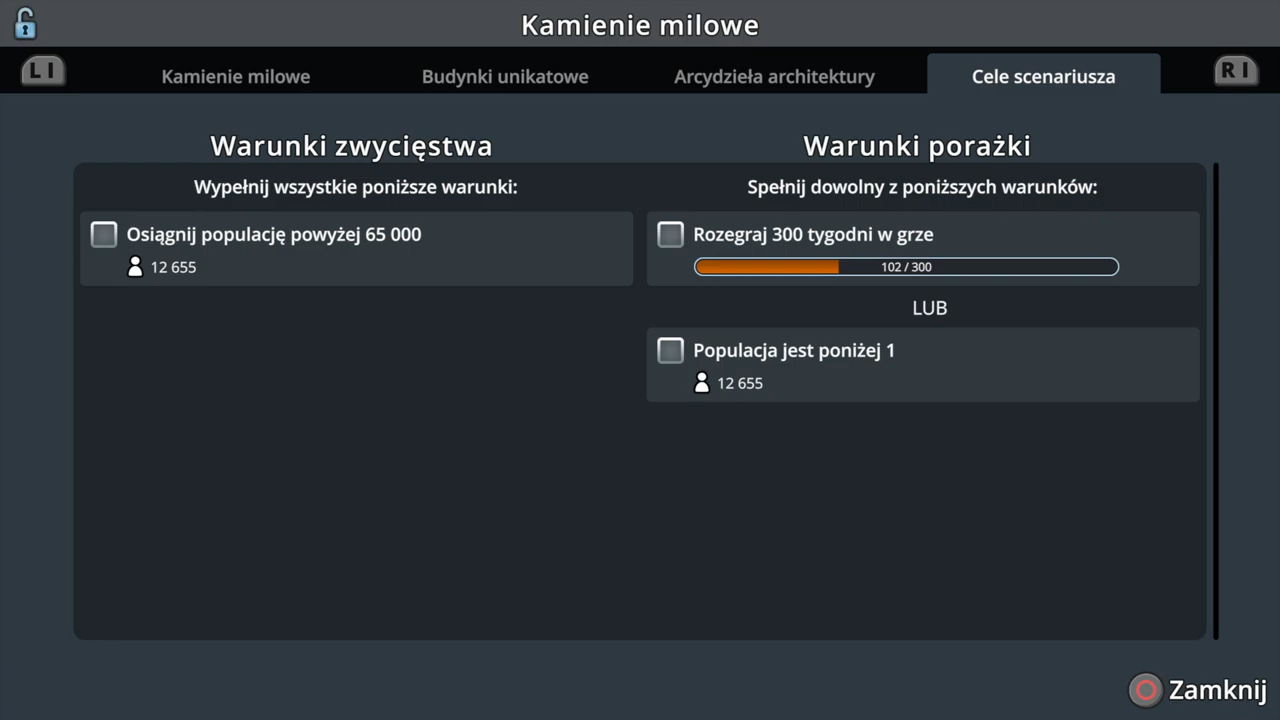 Kamienie milowe
L1
Kamienie milowe
Budynki unikatowe
Arcydzieła architektury
Cele scenariusza
R1
Warunki zwycięstwa
Wypełnij wszystkie poniższe warunki:
Osiągnij populację powyżej 65 000
12 655
Warunki porażki
Spełnij dowolny z poniższych warunków:
Rozegraj 300 tygodni w grze
102 / 300
LUB
Populacja jest poniżej 1
12 655
Zamknij